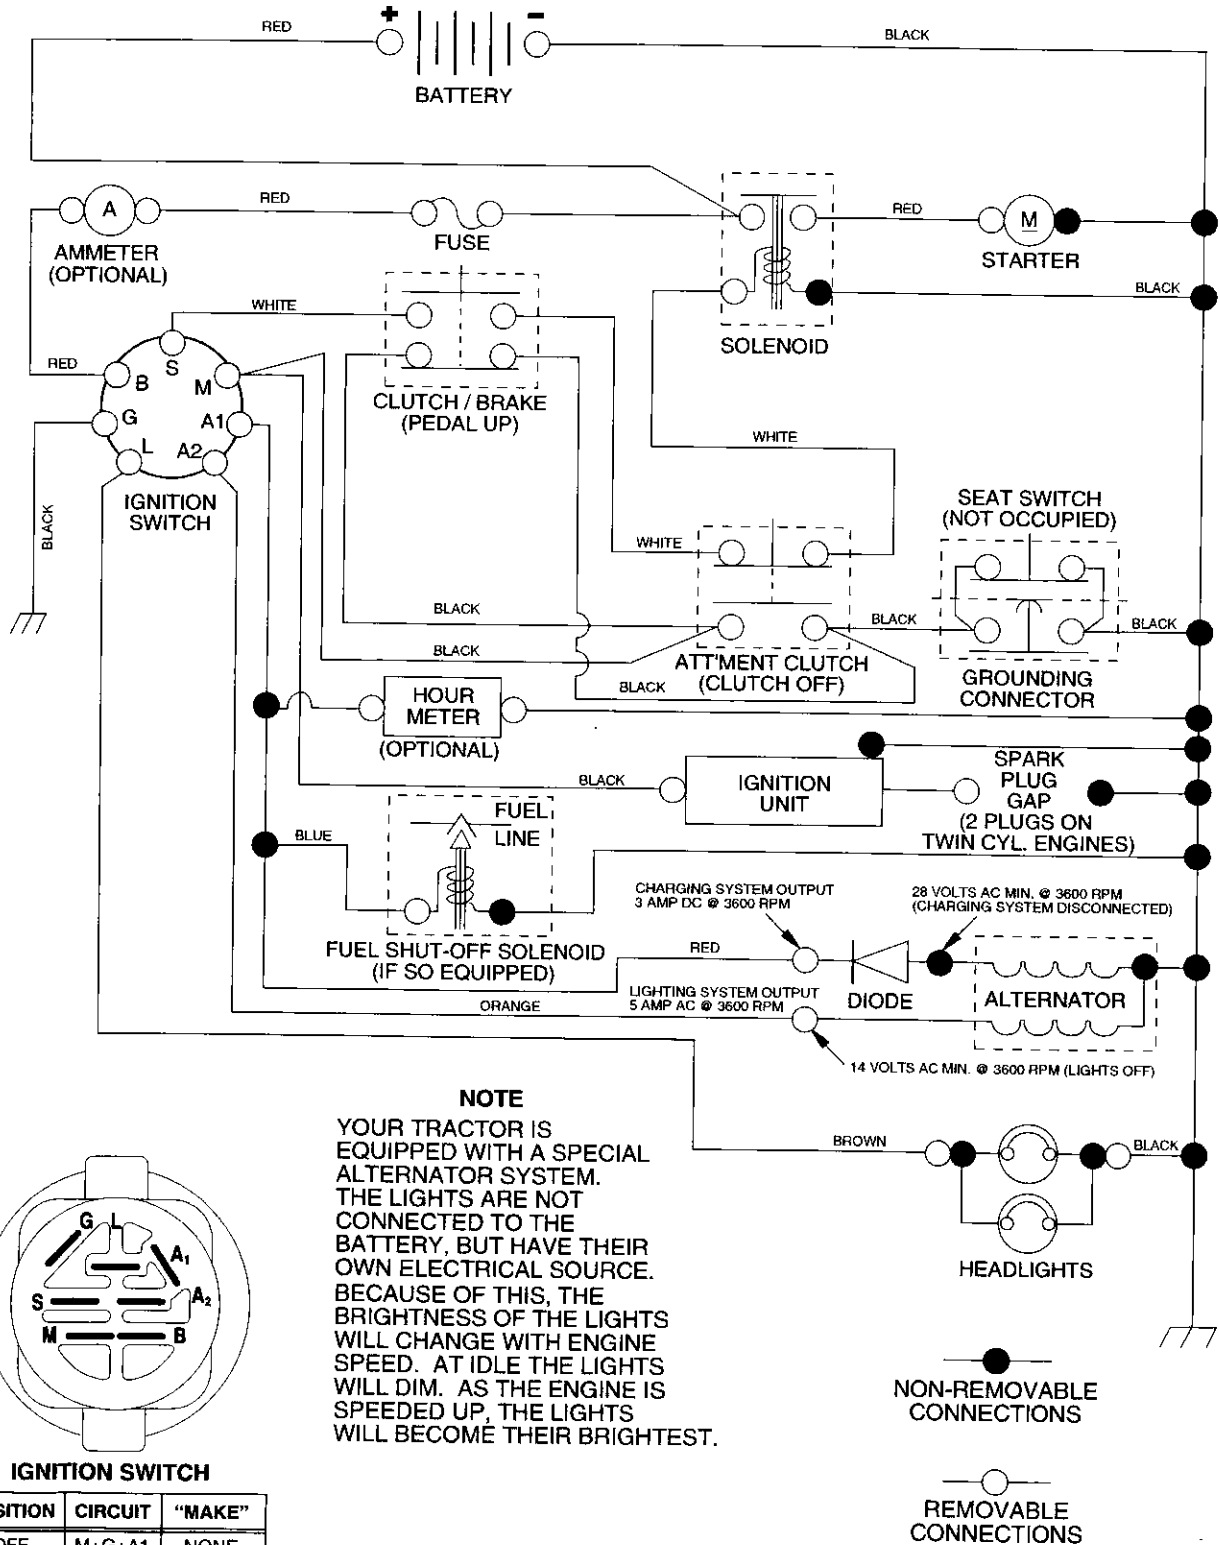 RED
+
-
BLACK
BATTERY
A
RED
RED
M
AMMETER
(OPTIONAL)
FUSE
STARTER
WHITE
BLACK
SOLENOID
RED
S
B
M
G
A1
L
A2
CLUTCH / BRAKE
(PEDAL UP)
WHITE
IGNITION
SWITCH
BLACK
SEAT SWITCH
(NOT OCCUPIED)
WHITE
BLACK
BLACK
BLACK
BLACK
ATT'MENT CLUTCH
(CLUTCH OFF)
BLACK
GROUNDING
CONNECTOR
HOUR
METER
(OPTIONAL)
BLACK
IGNITION
UNIT
SPARK
PLUG
GAP
(2 PLUGS ON
TWIN CYL. ENGINES)
FUEL
LINE
BLUE
FUEL SHUT-OFF SOLENOID
(IF SO EQUIPPED)
CHARGING SYSTEM OUTPUT
3 AMP DC @ 3600 RPM
28 VOLTS AC MIN. @ 3600 RPM
(CHARGING SYSTEM DISCONNECTED)
RED
DIODE
ALTERNATOR
ORANGE
LIGHTING SYSTEM OUTPUT
5 AMP AC @ 3600 RPM
14 VOLTS AC MIN. @ 3600 RPM (LIGHTS OFF)
BROWN
BLACK
HEADLIGHTS
NOTE
YOUR TRACTOR IS
EQUIPPED WITH A SPECIAL
ALTERNATOR SYSTEM.
THE LIGHTS ARE NOT
CONNECTED TO THE
BATTERY, BUT HAVE THEIR
OWN ELECTRICAL SOURCE.
BECAUSE OF THIS, THE
BRIGHTNESS OF THE LIGHTS
WILL CHANGE WITH ENGINE
SPEED. AT IDLE THE LIGHTS
WILL DIM. AS THE ENGINE IS
SPEEDED UP, THE LIGHTS
WILL BECOME THEIR BRIGHTEST.
G L
A1
S
A2
M
B
IGNITION SWITCH
NON-REMOVABLE
CONNECTIONS
REMOVABLE
CONNECTIONS
CIRCUIT "MAKE"
M+G+A1 NONE